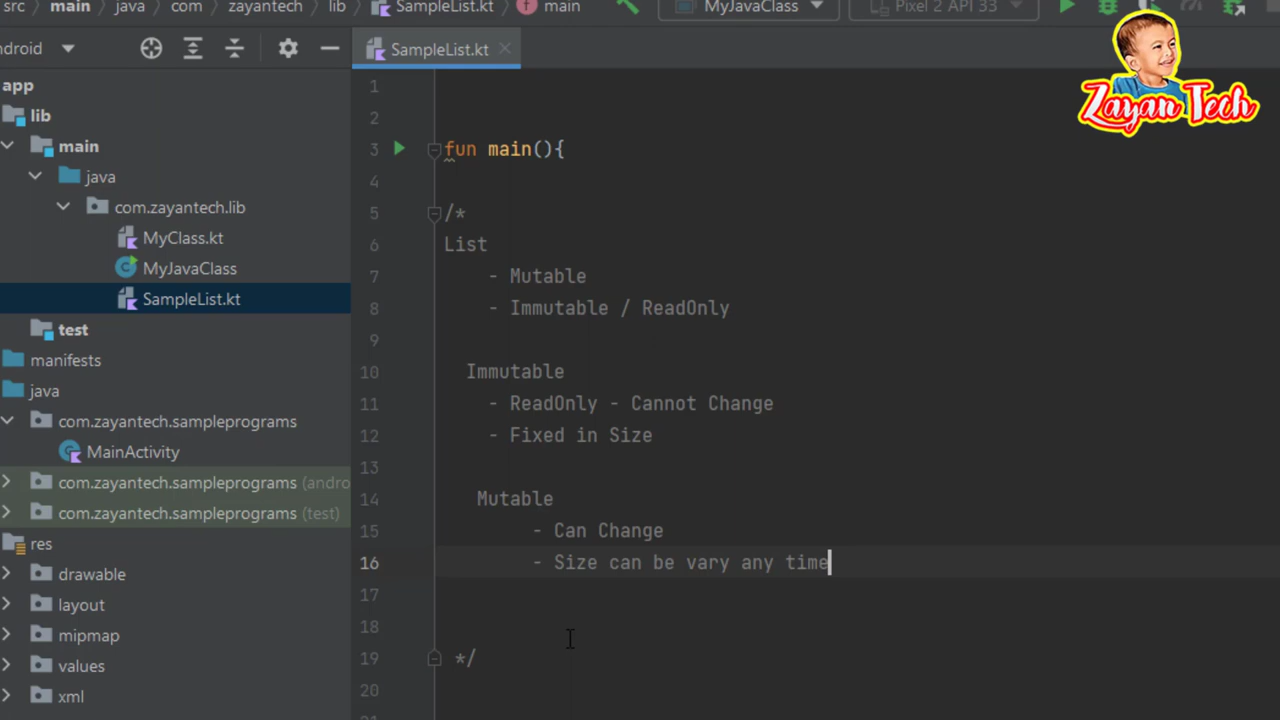 src main java com zayantech lib SampleList.kt main MyJavaClass Pixel 2 API 33
ndroid
SampleList.kt
Zayan Tech
app
lib
main
java
com.zayantech.lib
MyClass.kt
MyJavaClass
SampleList.kt
test
manifests
java
com.zayantech.sampleprograms
MainActivity
com.zayantech.sampleprograms (andro
com.zayantech.sampleprograms (test)
res
drawable
layout
mipmap
values
xml
1
2
3 fun main(){
4
5 /*
6 List
7 - Mutable
8 - Immutable / ReadOnly
9
10 Immutable
11 - ReadOnly - Cannot Change
12 - Fixed in Size
13
14 Mutable
15 - Can Change
16 - Size can be vary any time
17
18
19 */
20